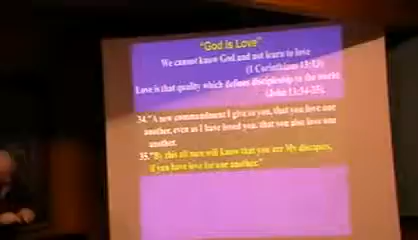 "God is Love"
We cannot know God and not learn to love
(1 Corinthians 13:13)
Love is that quality which defines discipleship to the world
(John 13:34-35).
34."A new commandment I give to you, that you love one
another, even as I have loved you, that you also love one
another.
35."By this all men will know that you are My disciples,
if you have love for one another."